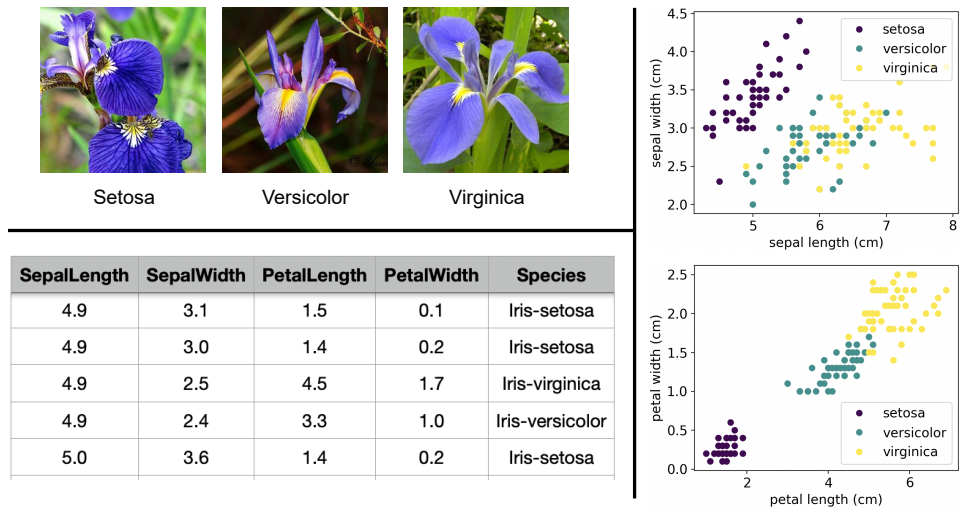 Setosa Versicolor Virginica
SepalLength SepalWidth PetalLength PetalWidth Species
4.9 3.1 1.5 0.1 Iris-setosa
4.9 3.0 1.4 0.2 Iris-setosa
4.9 2.5 4.5 1.7 Iris-virginica
4.9 2.4 3.3 1.0 Iris-versicolor
5.0 3.6 1.4 0.2 Iris-setosa
4.5
4.0
3.5
3.0
2.5
2.0
sepal width (cm)
setosa
versicolor
virginica
5 6 7 8
sepal length (cm)
2.5
2.0
1.5
1.0
0.5
0.0
petal width (cm)
setosa
versicolor
virginica
2 4 6
petal length (cm)